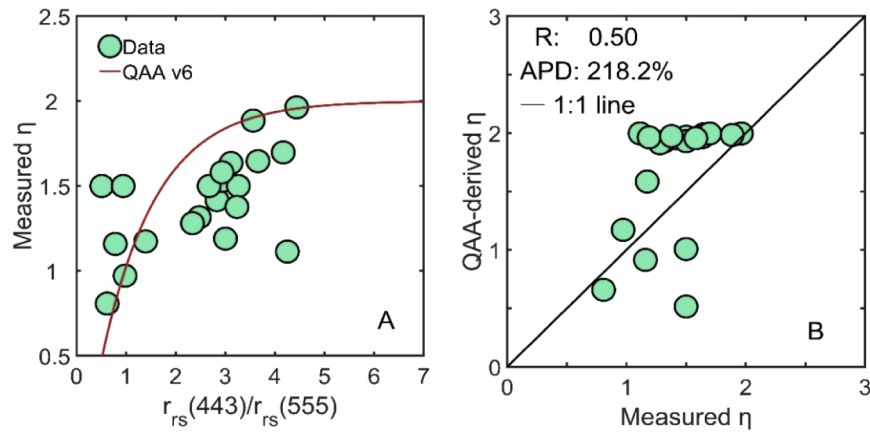 2.5
2
1.5
1
0.5
0
1
2
3
4
5
6
7
Measured η
r_rs(443)/r_rs(555)
Data
QAA v6
A
3
2
1
0
0
1
2
3
QAA-derived η
Measured η
R: 0.50
APD: 218.2%
1:1 line
B